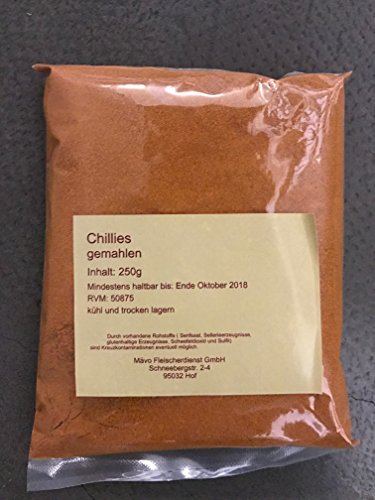 Chillies
gemahlen
Inhalt: 250g
Mindestens haltbar bis: Ende Oktober 2018
RVM: 50875
kühl und trocken lagern
Durch vorhandene Rohstoffe ( Senfsaat, Sellerieerzeugnisse,
glutenhaltige Erzeugnisse, Schwefeldioxid und Sulfit)
sind Kreuzkontaminationen eventuell möglich.
Mävo Fleischerdienst GmbH
Schneebergstr. 2-4
95032 Hof